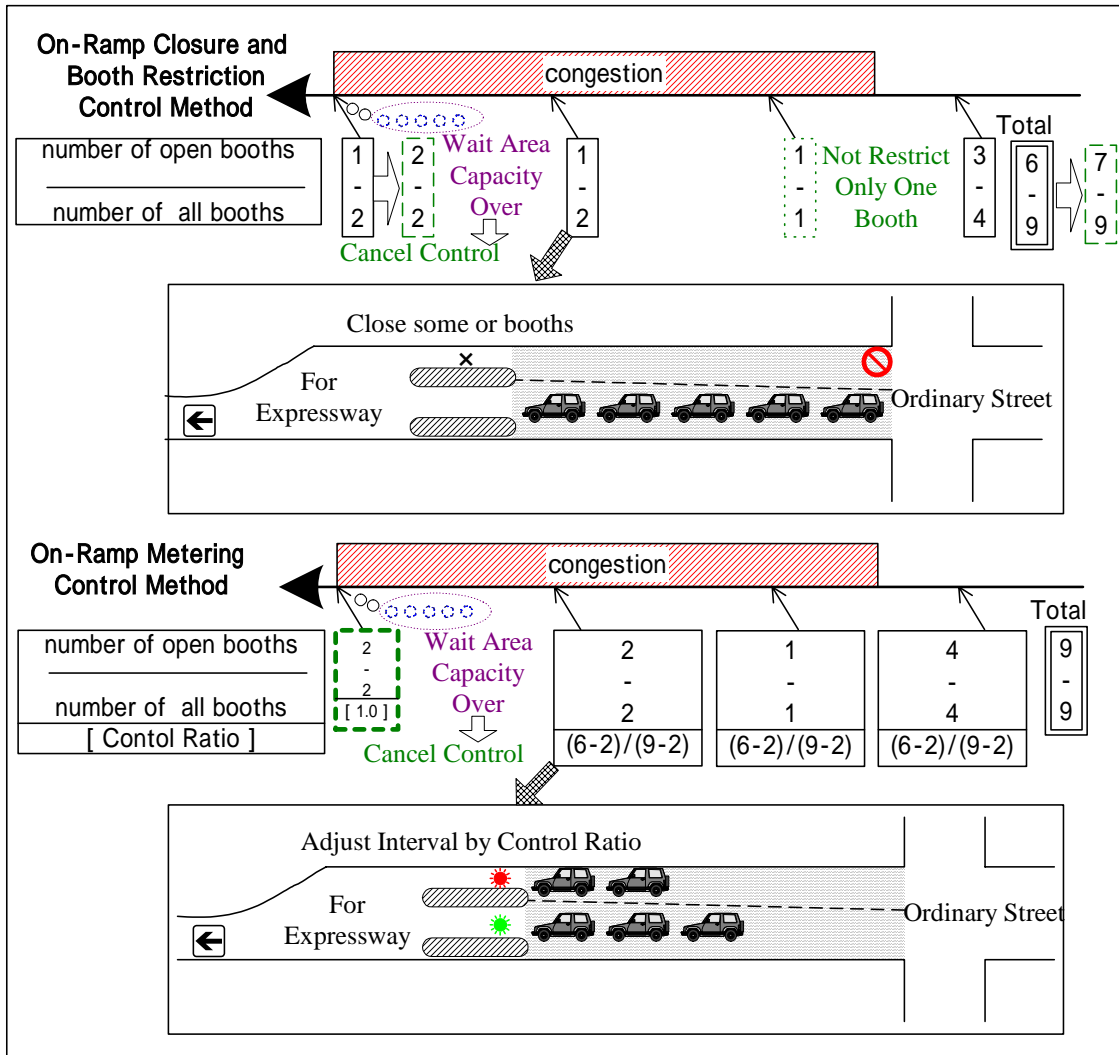 On-Ramp Closure and
Booth Restriction
Control Method
congestion
number of open booths
number of all booths
1
-
2
2
-
2
Wait Area
Capacity
Over
Cancel Control
1
-
2
1
-
1
Not Restrict
Only One
Booth
3
-
4
Total
6
-
9
7
-
9
Close some or booths
×
For
Expressway
Ordinary Street
On-Ramp Metering
Control Method
congestion
number of open booths
number of all booths
[ Contol Ratio ]
2
-
2
[ 1.0 ]
Wait Area
Capacity
Over
Cancel Control
2
-
2
(6-2)/(9-2)
1
-
1
(6-2)/(9-2)
4
-
4
(6-2)/(9-2)
Total
9
-
9
Adjust Interval by Control Ratio
For
Expressway
Ordinary Street